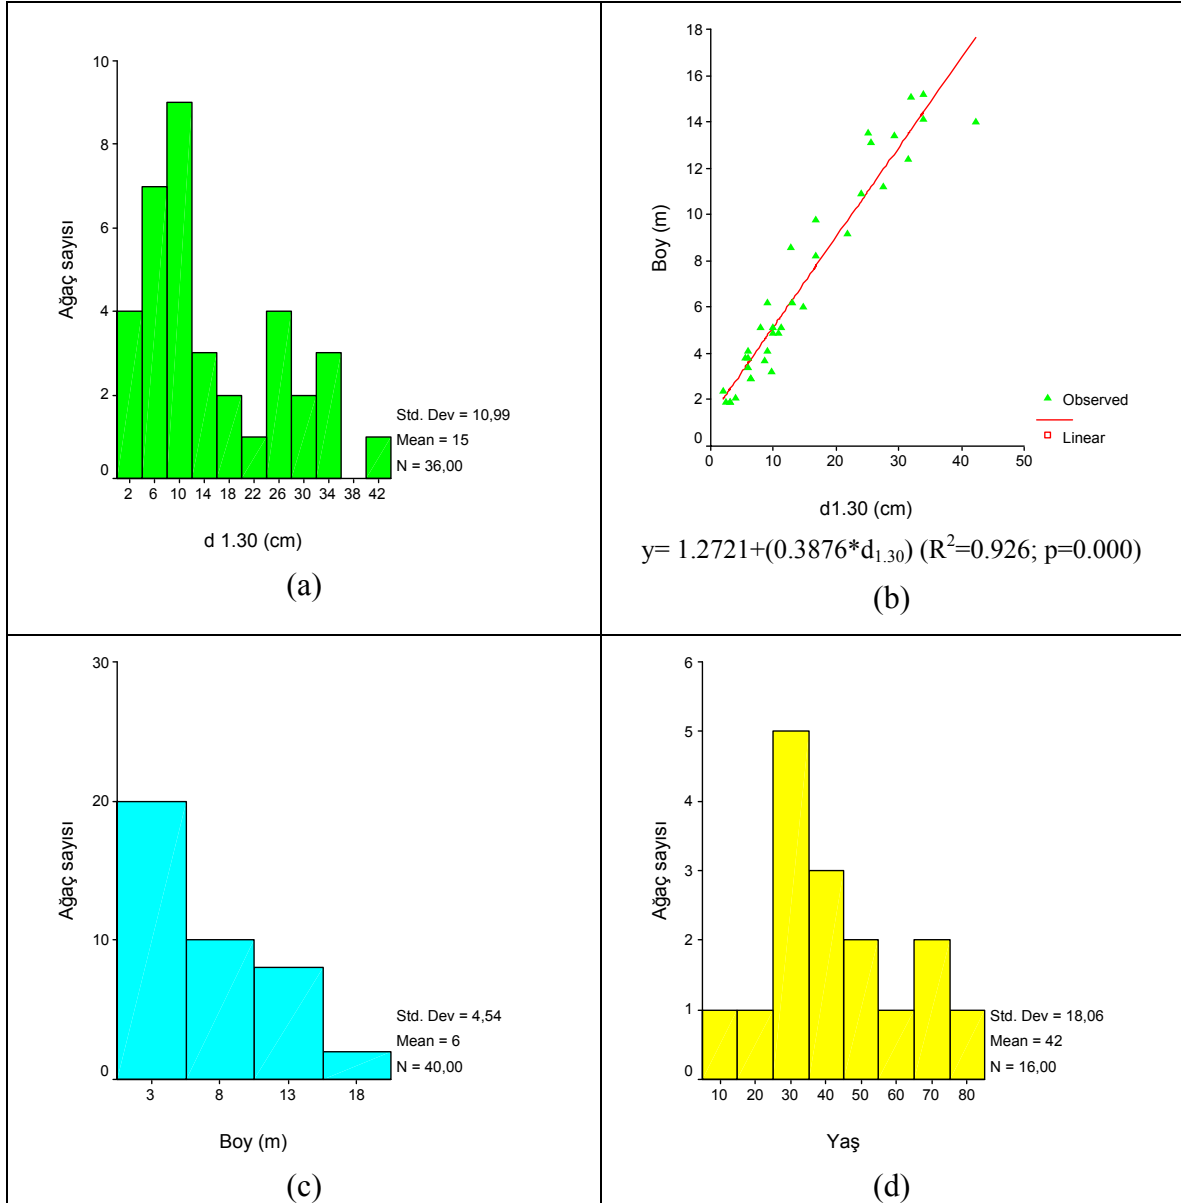 10
8
6
4
2
0
Ağaç sayısı
2 6 10 14 18 22 26 30 34 38 42
d 1.30 (cm)
Std. Dev = 10,99
Mean = 15
N = 36,00
(a)
18
16
14
12
10
8
6
4
2
0
Boy (m)
0 10 20 30 40 50
d1.30 (cm)
Observed
Linear
y= 1.2721+(0.3876*d1.30) (R2=0.926; p=0.000)
(b)
30
20
10
0
Ağaç sayısı
3 8 13 18
Boy (m)
Std. Dev = 4,54
Mean = 6
N = 40,00
(c)
6
5
4
3
2
1
0
Ağaç sayısı
10 20 30 40 50 60 70 80
Yaş
Std. Dev = 18,06
Mean = 42
N = 16,00
(d)